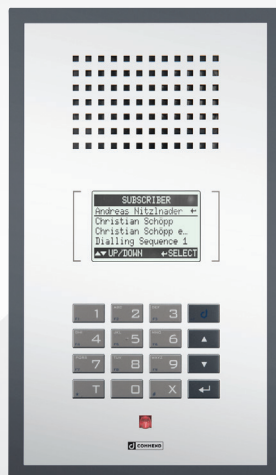 SUBSCRIBER
Andreas Nitzlnader ↵
Christian Schöpp
Christian Schöpp e…
Dialling Sequence 1
▲▼ UP/DOWN ↵SELECT
1 2 3 d
4 5 6 ▲
7 8 9 ▼
T 0 X ↵
COMMEND